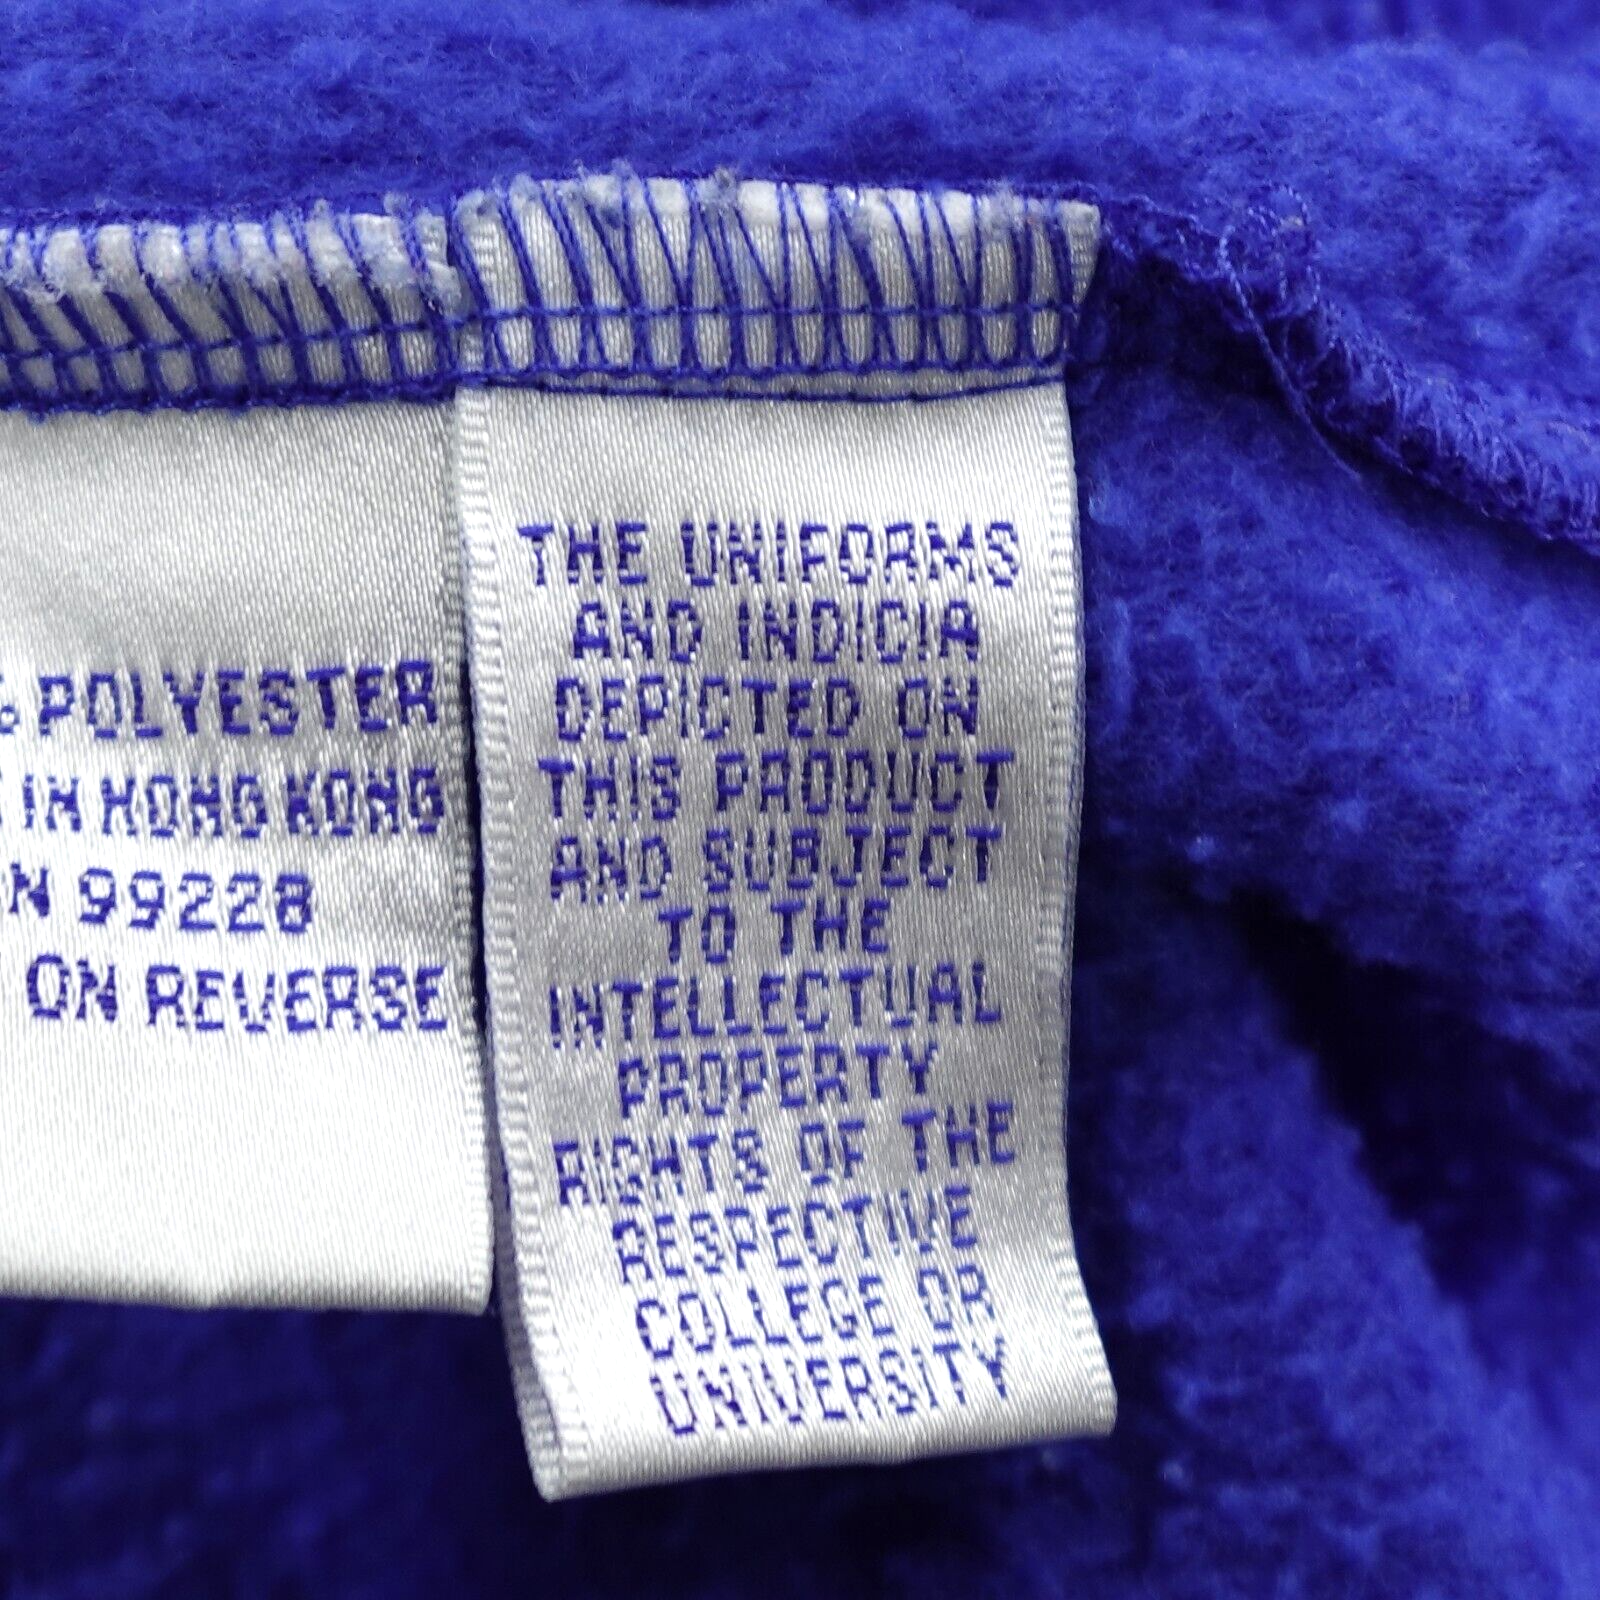 % POLYESTER
IN HONG KONG
N 99228
ON REVERSE
THE UNIFORMS
AND INDICIA
DEPICTED ON
THIS PRODUCT
AND SUBJECT
TO THE
INTELLECTUAL
PROPERTY
RIGHTS OF THE
RESPECTIVE
COLLEGE OR
UNIVERSITY